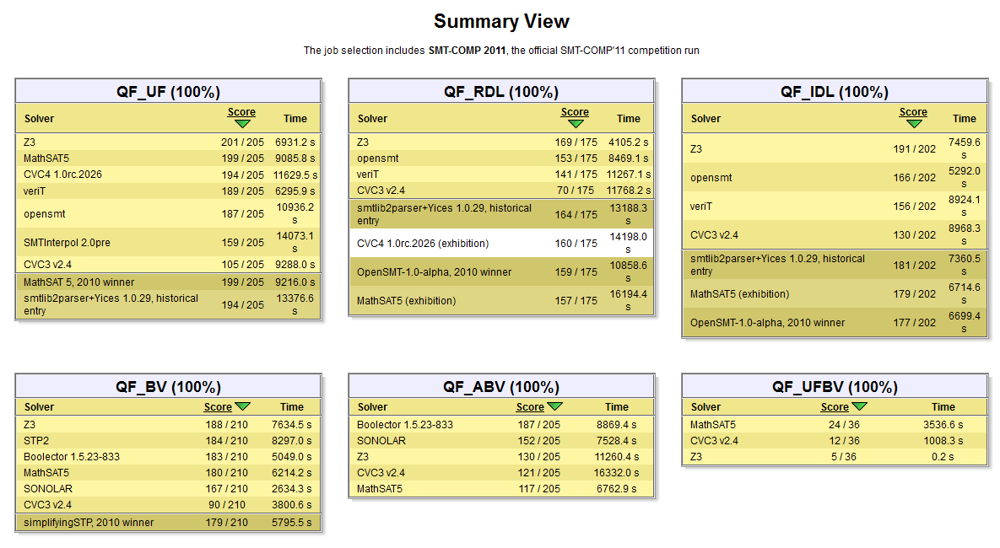 Summary View
The job selection includes SMT-COMP 2011, the official SMT-COMP'11 competition run
QF_UF (100%)
Solver Score Time
Z3 201 / 205 6931.2 s
MathSAT5 199 / 205 9085.8 s
CVC4 1.0rc.2026 194 / 205 11629.5 s
veriT 189 / 205 6295.9 s
opensmt 187 / 205 10936.2
s
SMTInterpol 2.0pre 159 / 205 14073.1
s
CVC3 v2.4 105 / 205 9288.0 s
MathSAT 5, 2010 winner 199 / 205 9216.0 s
smtlib2parser+Yices 1.0.29, historical
entry 194 / 205 13376.6
s
QF_RDL (100%)
Solver Score Time
Z3 169 / 175 4105.2 s
opensmt 153 / 175 8469.1 s
veriT 141 / 175 11267.1 s
CVC3 v2.4 70 / 175 11768.2 s
smtlib2parser+Yices 1.0.29, historical
entry 164 / 175 13188.3
s
CVC4 1.0rc.2026 (exhibition) 160 / 175 14198.0
s
OpenSMT-1.0-alpha, 2010 winner 159 / 175 10858.6
s
MathSAT5 (exhibition) 157 / 175 16194.4
s
QF_IDL (100%)
Solver Score Time
Z3 191 / 202 7459.6
s
opensmt 166 / 202 5292.0
s
veriT 156 / 202 8924.1
s
CVC3 v2.4 130 / 202 8968.3
s
smtlib2parser+Yices 1.0.29, historical
entry 181 / 202 7360.5
s
MathSAT5 (exhibition) 179 / 202 6714.6
s
OpenSMT-1.0-alpha, 2010 winner 177 / 202 6699.4
s
QF_BV (100%)
Solver Score Time
Z3 188 / 210 7634.5 s
STP2 184 / 210 8297.0 s
Boolector 1.5.23-833 183 / 210 5049.0 s
MathSAT5 180 / 210 6214.2 s
SONOLAR 167 / 210 2634.3 s
CVC3 v2.4 90 / 210 3800.6 s
simplifyingSTP, 2010 winner 179 / 210 5795.5 s
QF_ABV (100%)
Solver Score Time
Boolector 1.5.23-833 187 / 205 8869.4 s
SONOLAR 152 / 205 7528.4 s
Z3 130 / 205 11260.4 s
CVC3 v2.4 121 / 205 16332.0 s
MathSAT5 117 / 205 6762.9 s
QF_UFBV (100%)
Solver Score Time
MathSAT5 24 / 36 3536.6 s
CVC3 v2.4 12 / 36 1008.3 s
Z3 5 / 36 0.2 s